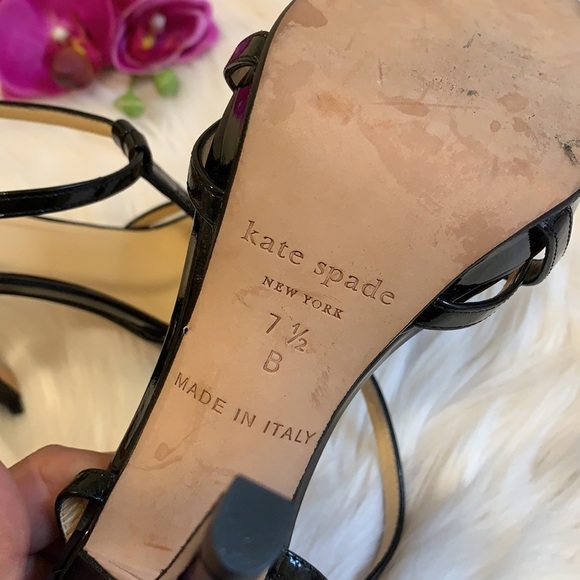 kate spade
NEW YORK
7 ½
B
MADE IN ITALY